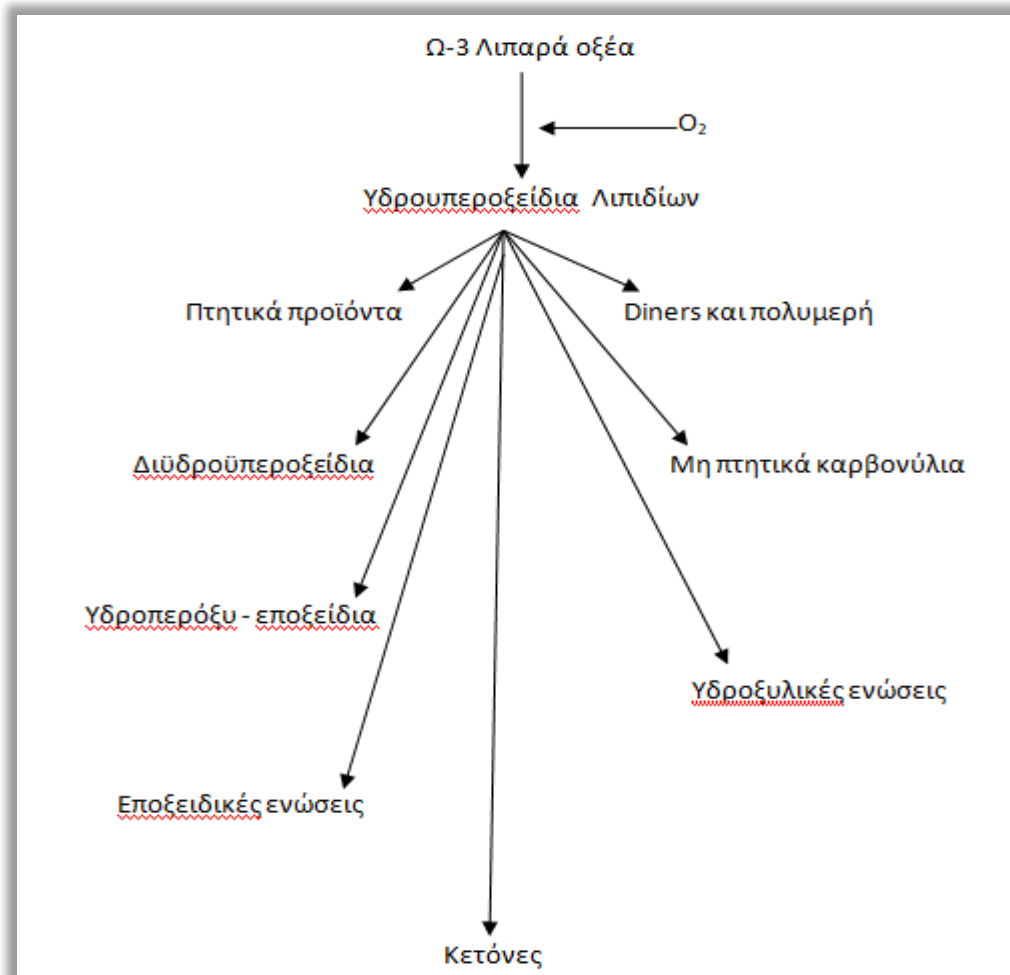 Ω-3 Λιπαρά οξέα
O₂
Υδρουπεροξείδια Λιπιδίων
Πτητικά προϊόντα
Diners και πολυμερή
Διϋδροϋπεροξείδια
Μη πτητικά καρβονύλια
Υδροπερόξυ - εποξείδια
Υδροξυλικές ενώσεις
Εποξειδικές ενώσεις
Κετόνες